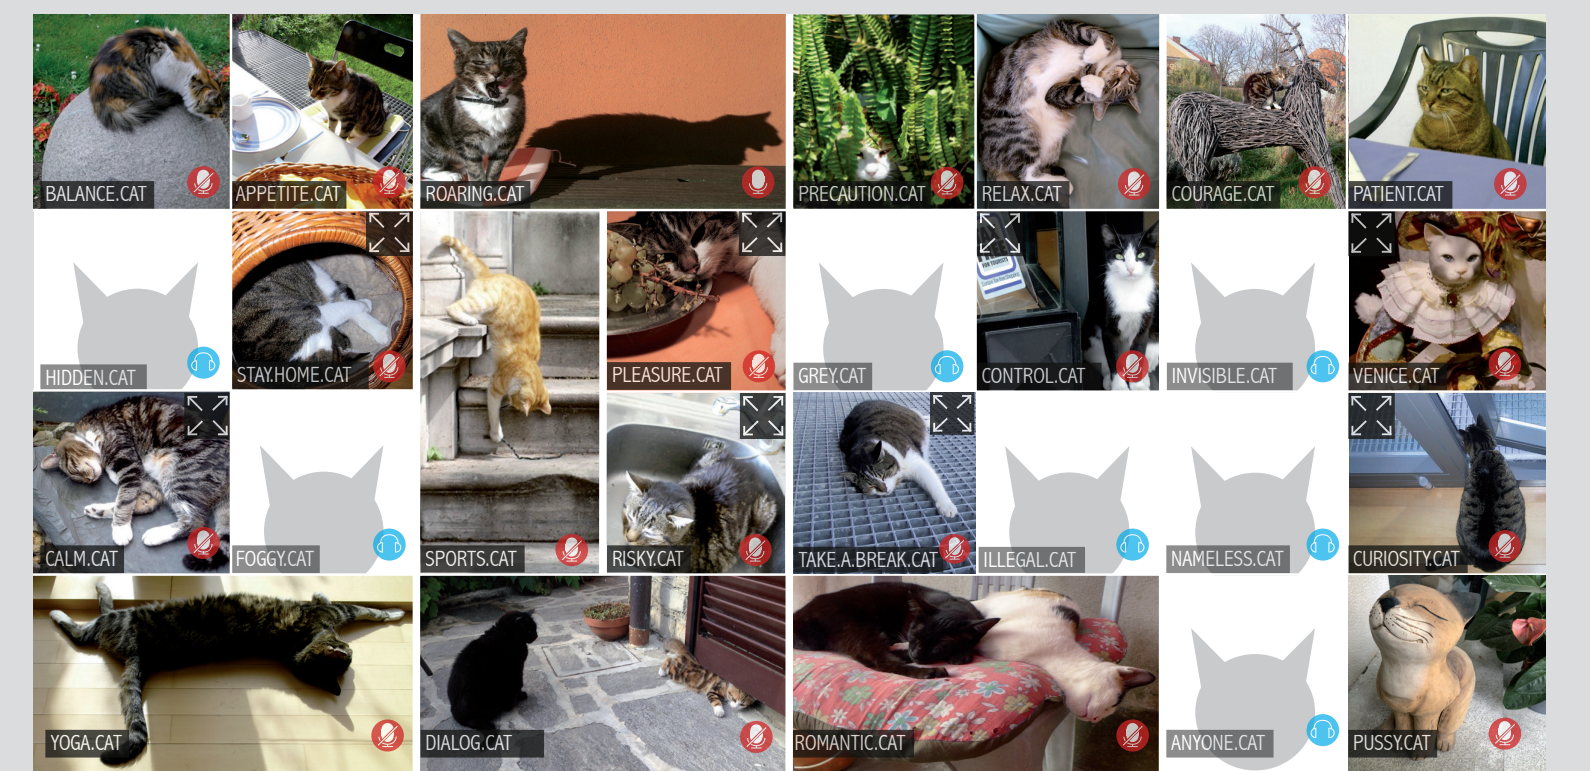 BALANCE.CAT
APPETITE.CAT
ROARING.CAT
PRECAUTION.CAT
RELAX.CAT
COURAGE.CAT
PATIENT.CAT
HIDDEN.CAT
STAY.HOME.CAT
PLEASURE.CAT
GREY.CAT
FOR TOURISTS
CONTROL.CAT
INVISIBLE.CAT
VENICE.CAT
CALM.CAT
FOGGY.CAT
SPORTS.CAT
RISKY.CAT
TAKE.A.BREAK.CAT
ILLEGAL.CAT
NAMELESS.CAT
CURIOSITY.CAT
YOGA.CAT
DIALOG.CAT
ROMANTIC.CAT
ANYONE.CAT
PUSSY.CAT